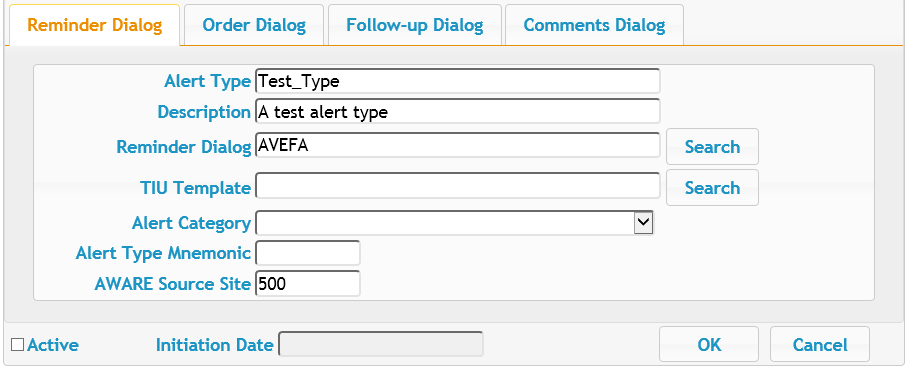 Reminder Dialog Order Dialog Follow-up Dialog Comments Dialog
Alert Type Test_Type
Description A test alert type
Reminder Dialog AVEFA Search
TIU Template Search
Alert Category
Alert Type Mnemonic
AWARE Source Site 500
Active Initiation Date OK Cancel